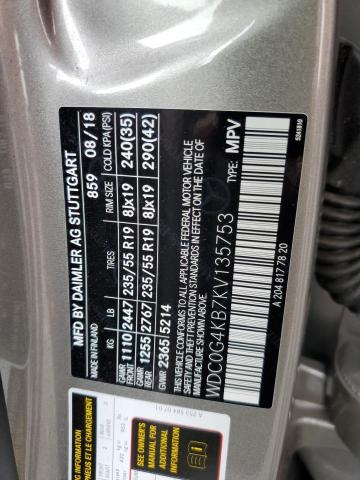 MFD BY DAIMLER AG STUTTGART
MADE IN FINLAND 859 08/18
KG LB RIM SIZE COLD KPA(PSI)
GAWR FRONT 1110 2447 235/55 R19 8Jx19 240(35)
GAWR REAR 1255 2767 235/55 R19 8Jx19 290(42)
GVWR 2365 5214
THIS VEHICLE CONFORMS TO ALL APPLICABLE FEDERAL MOTOR VEHICLE
SAFETY AND THEFT PREVENTION
STANDARDS IN EFFECT ON THE DATE OF
MANUFACTURE SHOWN ABOVE.
WDC0G4KB7KV135753
TYPE: MPV
A 204 817 78 20
A 253 584 07 01
SEE OWNER'S
MANUAL FOR
ADDITIONAL
INFORMATION